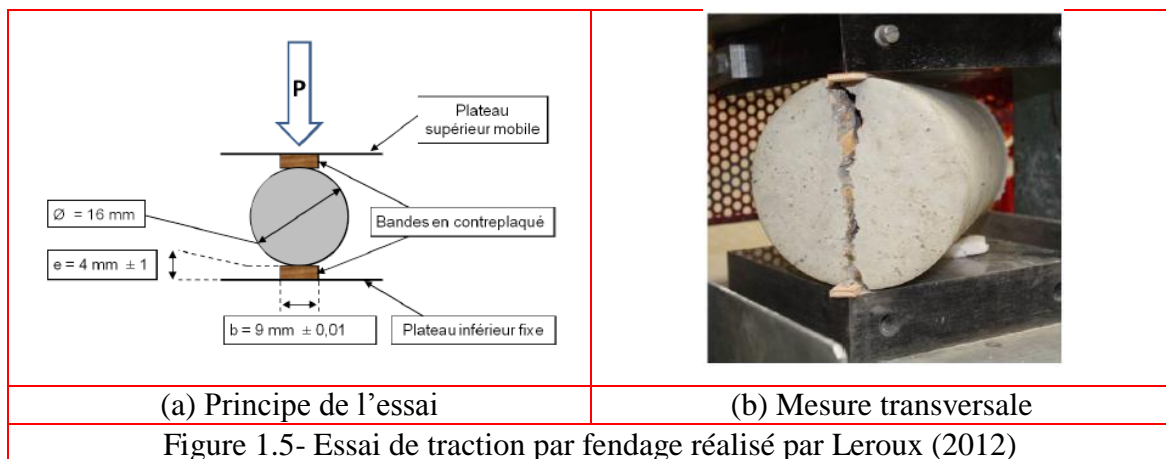 P
Plateau
supérieur mobile
Ø = 16 mm
Bandes en contreplaqué
e = 4 mm ± 1
b = 9 mm ± 0,01
Plateau inférieur fixe
(a) Principe de l'essai
(b) Mesure transversale
Figure 1.5- Essai de traction par fendage réalisé par Leroux (2012)